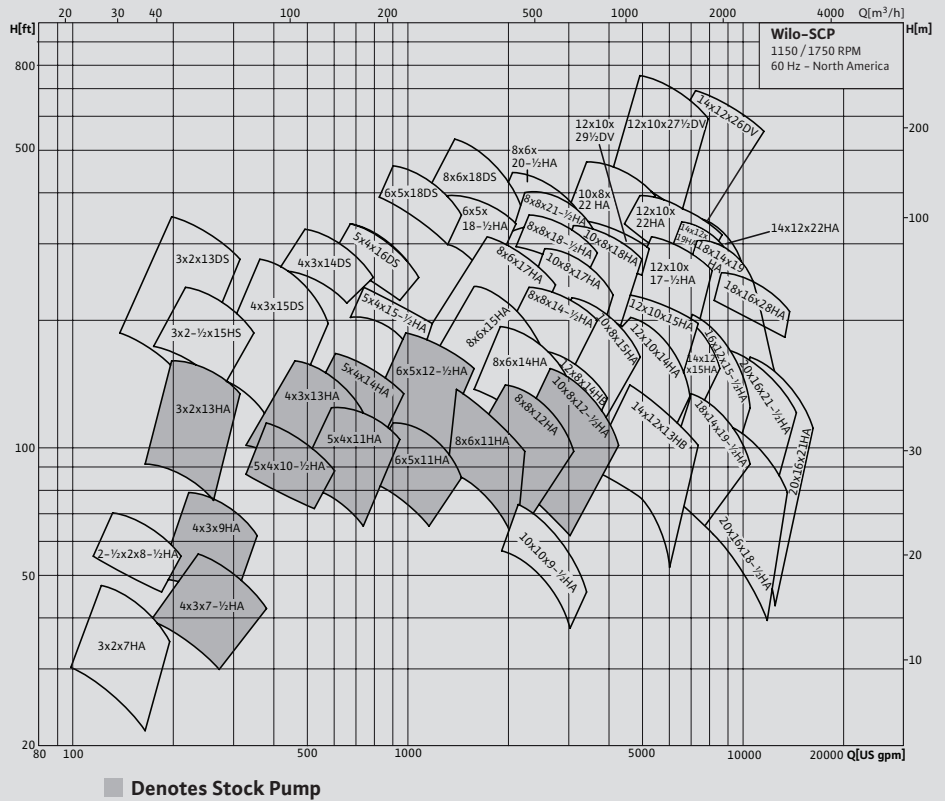 20 30 40 100 200 500 1000 2000 4000 Q[m³/h]
H[ft]
H[m]
Wilo–SCP
1150 / 1750 RPM
60 Hz – North America
800
500
100
50
20
200
100
30
20
10
14x12x26DV
12x10x
29½DV
12x10x27½DV
8x6x
20–½HA
8x6x18DS
6x5x18DS
6x5x
18–½HA
8x8x21–½HA
10x8x
22 HA
12x10x
22HA
14x12x
19HA
18x14x19
HA
14x12x22HA
8x8x18–½HA
10x8x18HA
3x2x13DS
4x3x14DS
5x4x16DS
8x6x17HA
10x8x17HA
12x10x
17–½HA
18x16x28HA
4x3x15DS
5x4x15–½HA
8x8x14–½HA
12x10x15HA
3x2–½x15HS
8x6x15HA
10x8x15HA
12x10x14HA
14x12
x15HA
16x12x15–½HA
20x16x21–½HA
8x6x14HA
12x8x14HB
6x5x12–½HA
5x4x14HA
4x3x13HA
3x2x13HA
8x8x12HA
10x8x12–½HA
14x12x13HB
18x14x19–½HA
20x16x21HA
5x4x11HA
8x6x11HA
5x4x10–½HA
6x5x11HA
4x3x9HA
2–½x2x8–½HA
10x10x9–½HA
20x16x18–½HA
4x3x7–½HA
3x2x7HA
80 100 500 1000 5000 10000 20000 Q[US gpm]
Denotes Stock Pump